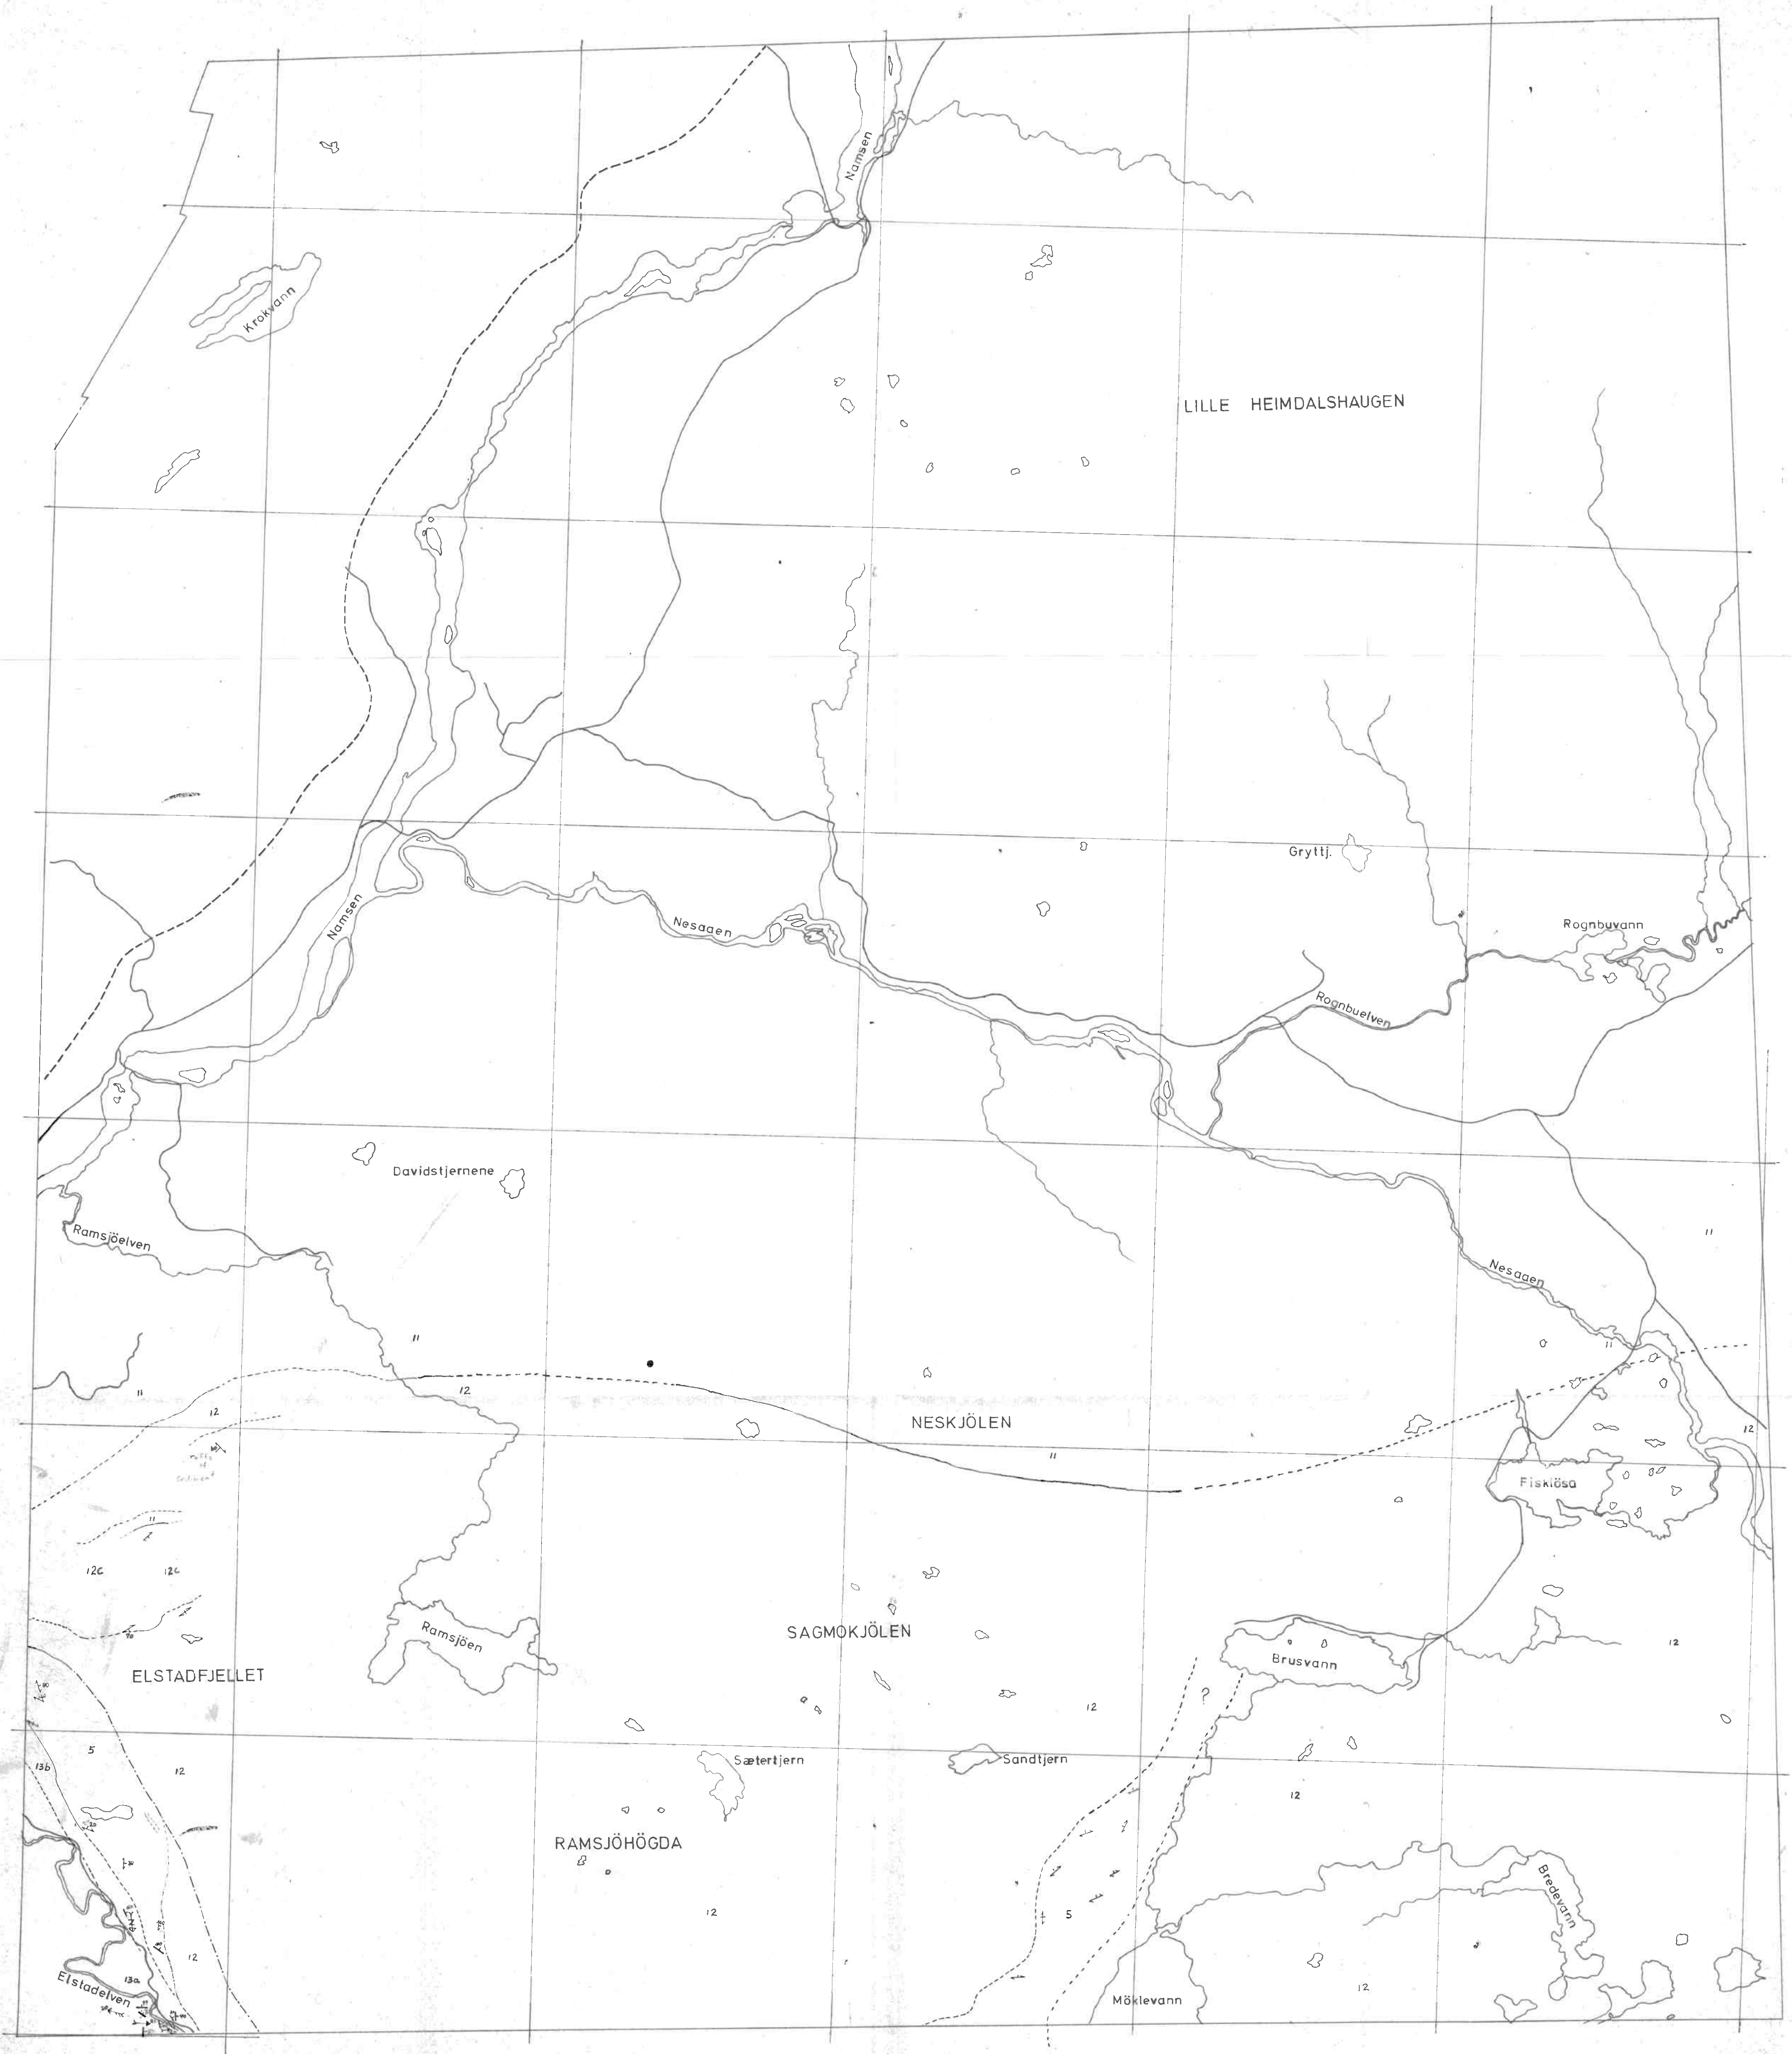 Namsen
Krokvann
LILLE HEIMDALSHAUGEN
Gryttj.
Namsen
Nesaaen
Rognbuvann
Rognbuelven
Davidstjernene
Ramsjöelven
11
Nesaaen
11
11
11
12
12
NESKJÖLEN
12
11
Fisklösa
11
12c
12c
Ramsjöen
SAGMOKJÖLEN
12
Brusvann
ELSTADFJELLET
?
12
5
13b
12
Sætertjern
Sandtjern
12
RAMSJÖHÖGDA
Bredevann
12
5
12
13a
Elstadelven
12
Möklevann